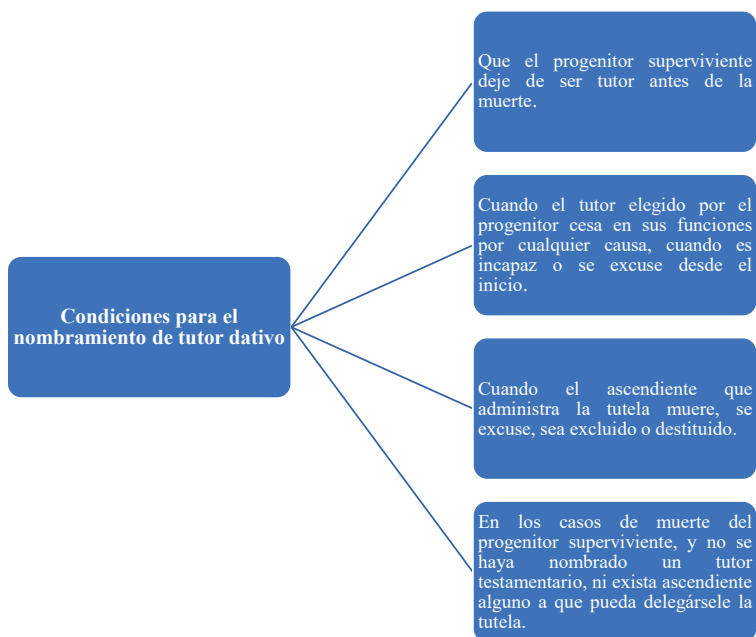 Condiciones para el
nombramiento de tutor dativo
Que el progenitor superviviente
deje de ser tutor antes de la
muerte.
Cuando el tutor elegido por el
progenitor cesa en sus funciones
por cualquier causa, cuando es
incapaz o se excuse desde el
inicio.
Cuando el ascendiente que
administra la tutela muere, se
excuse, sea excluido o destituido.
En los casos de muerte del
progenitor superviviente, y no se
haya nombrado un tutor
testamentario, ni exista ascendiente
alguno a que pueda delegársele la
tutela.